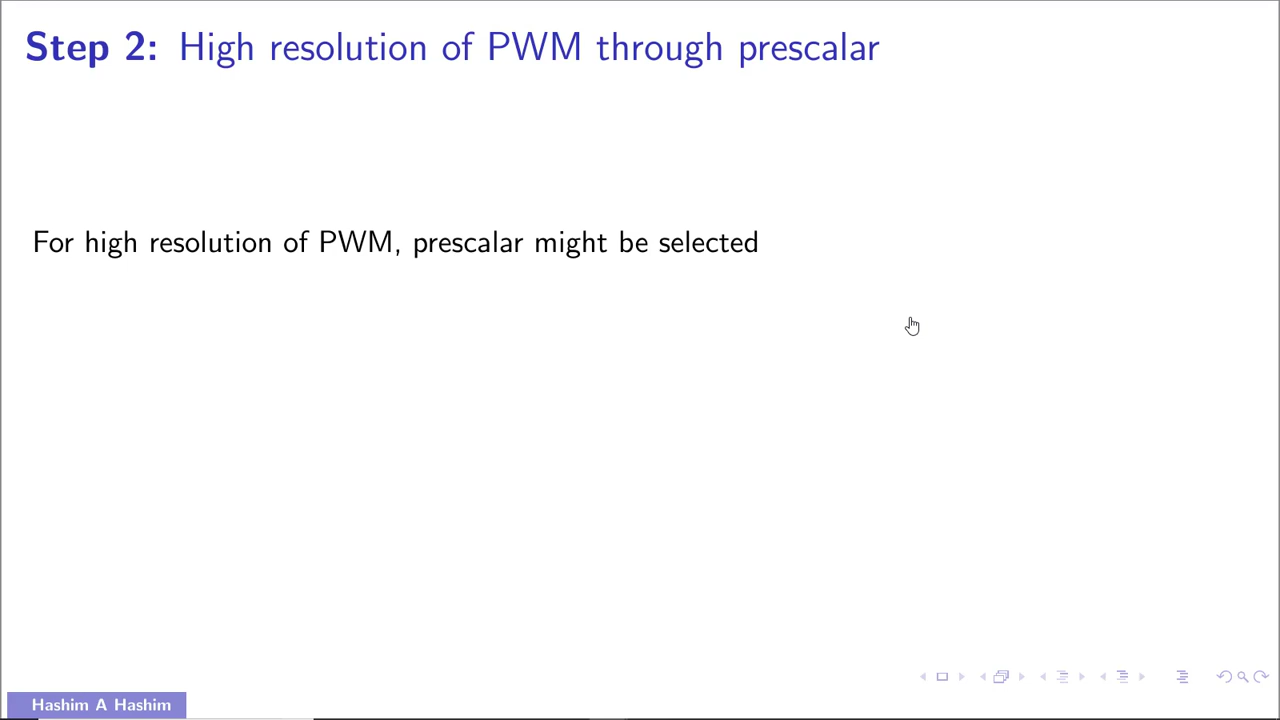 Step 2: High resolution of PWM through prescalar
For high resolution of PWM, prescalar might be selected
Hashim A Hashim